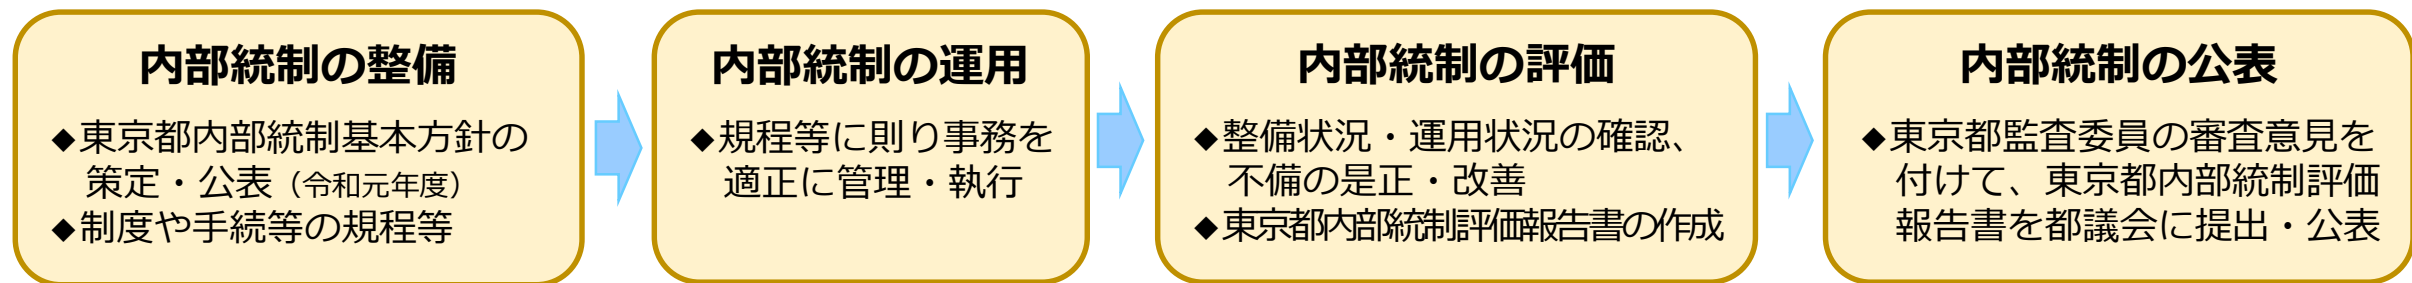 内部統制の整備
◆東京都内部統制基本方針の
策定・公表（令和元年度）
◆制度や手続等の規程等
内部統制の運用
◆規程等に則り事務を
適正に管理・執行
内部統制の評価
◆整備状況・運用状況の確認、
不備の是正・改善
◆東京都内部統制評価報告書の作成
内部統制の公表
◆東京都監査委員の審査意見を
付けて、東京都内部統制評価
報告書を都議会に提出・公表